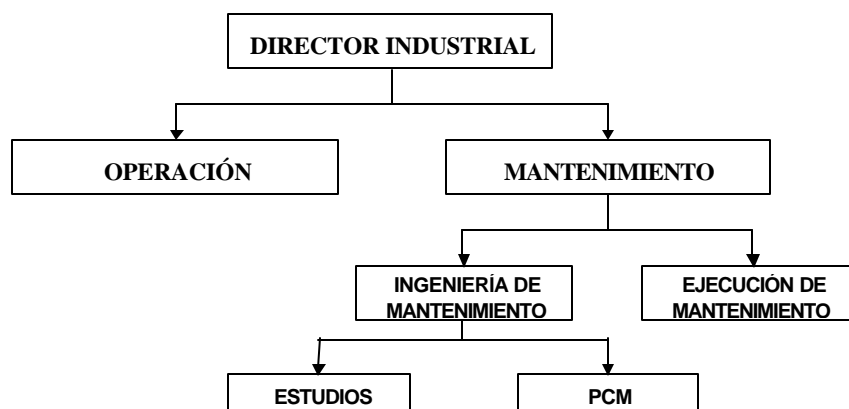 DIRECTOR INDUSTRIAL
OPERACIÓN
MANTENIMIENTO
INGENIERÍA DE
MANTENIMIENTO
EJECUCIÓN DE
MANTENIMIENTO
ESTUDIOS
PCM